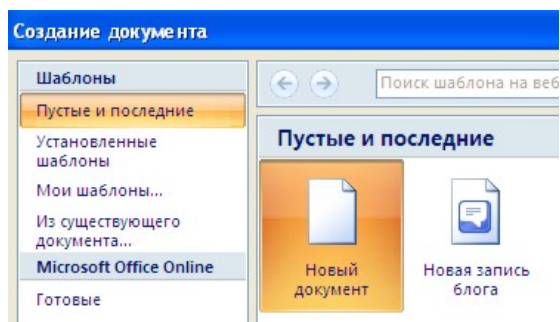 Создание документа
Шаблоны
Пустые и последние
Установленные
шаблоны
Мои шаблоны...
Из существующего
документа...
Microsoft Office Online
Готовые
Поиск шаблона на веб
Пустые и последние
Новый
документ
Новая запись
блога